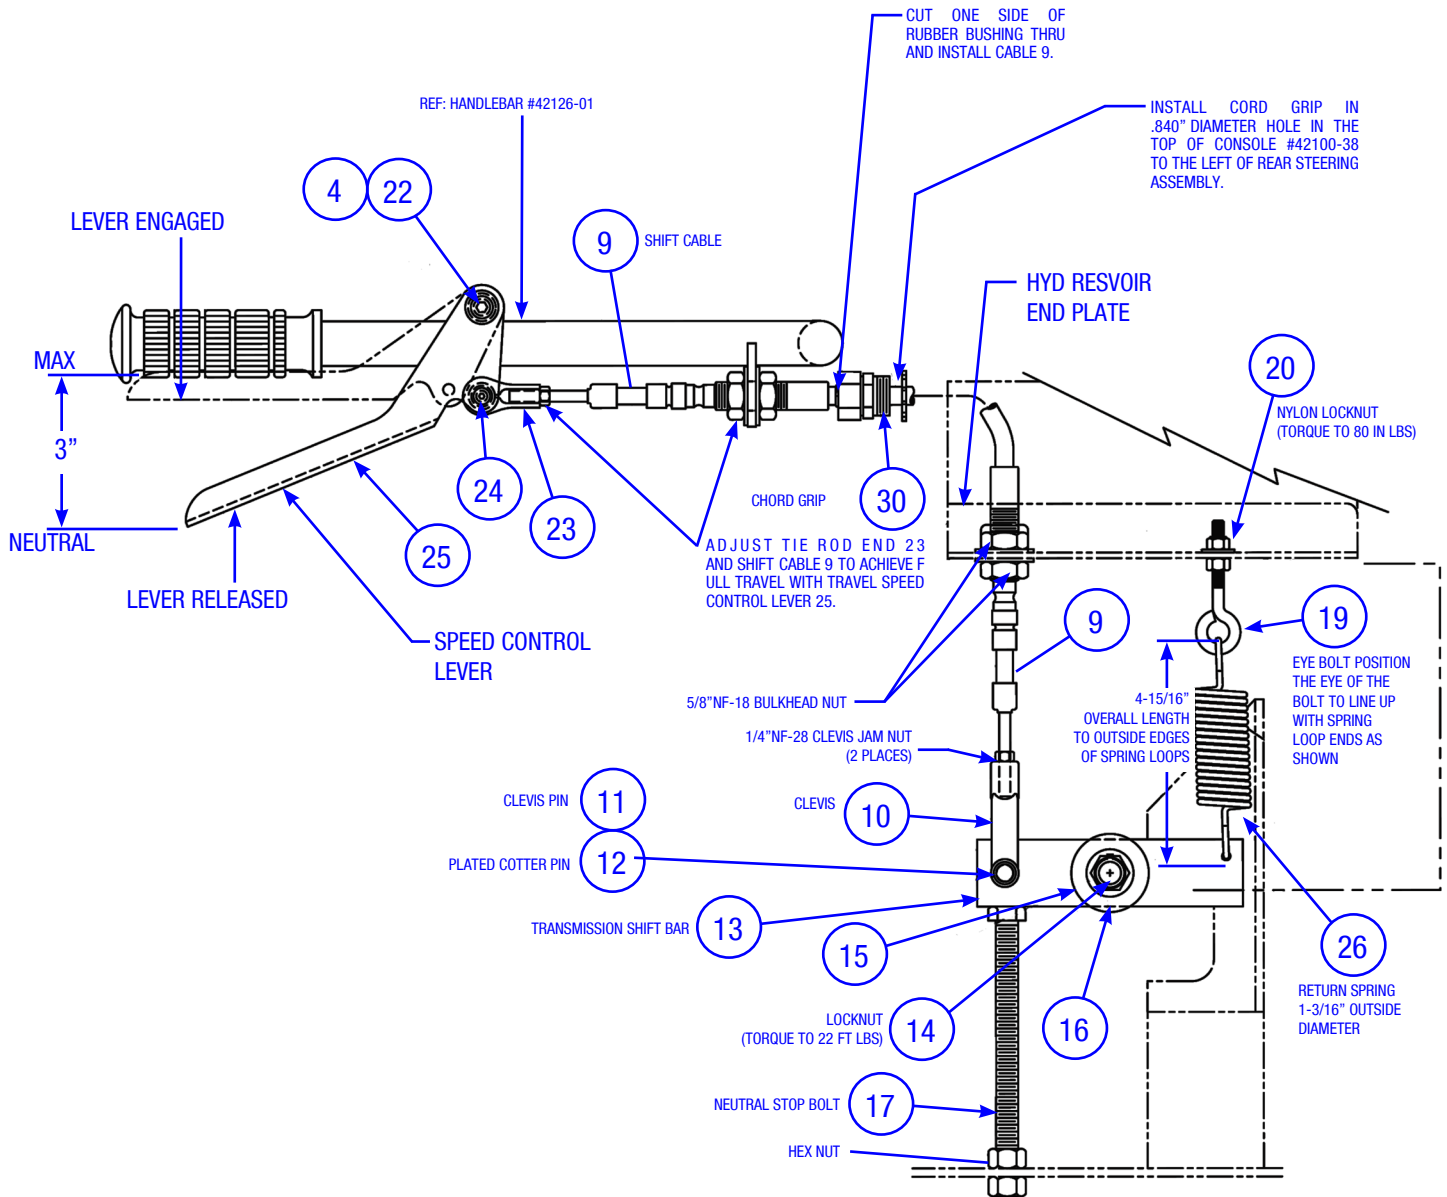 CUT ONE SIDE OF
RUBBER BUSHING THRU
AND INSTALL CABLE 9.
REF: HANDLEBAR #42126-01
INSTALL CORD GRIP IN
.840” DIAMETER HOLE IN THE
TOP OF CONSOLE #42100-38
TO THE LEFT OF REAR STEERING
ASSEMBLY.
4
22
LEVER ENGAGED
9
SHIFT CABLE
HYD RESVOIR
END PLATE
MAX
3”
NEUTRAL
20
NYLON LOCKNUT
(TORQUE TO 80 IN LBS)
24
23
25
CHORD GRIP
30
ADJUST TIE ROD END 23
AND SHIFT CABLE 9 TO ACHIEVE F
ULL TRAVEL WITH TRAVEL SPEED
CONTROL LEVER 25.
LEVER RELEASED
SPEED CONTROL
LEVER
9
19
EYE BOLT POSITION
THE EYE OF THE
BOLT TO LINE UP
WITH SPRING
LOOP ENDS AS
SHOWN
4-15/16”
OVERALL LENGTH
TO OUTSIDE EDGES
OF SPRING LOOPS
5/8”NF-18 BULKHEAD NUT
1/4”NF-28 CLEVIS JAM NUT
(2 PLACES)
CLEVIS PIN
11
CLEVIS
10
PLATED COTTER PIN
12
TRANSMISSION SHIFT BAR
13
15
26
RETURN SPRING
1-3/16” OUTSIDE
DIAMETER
LOCKNUT
(TORQUE TO 22 FT LBS)
14
16
NEUTRAL STOP BOLT
17
HEX NUT